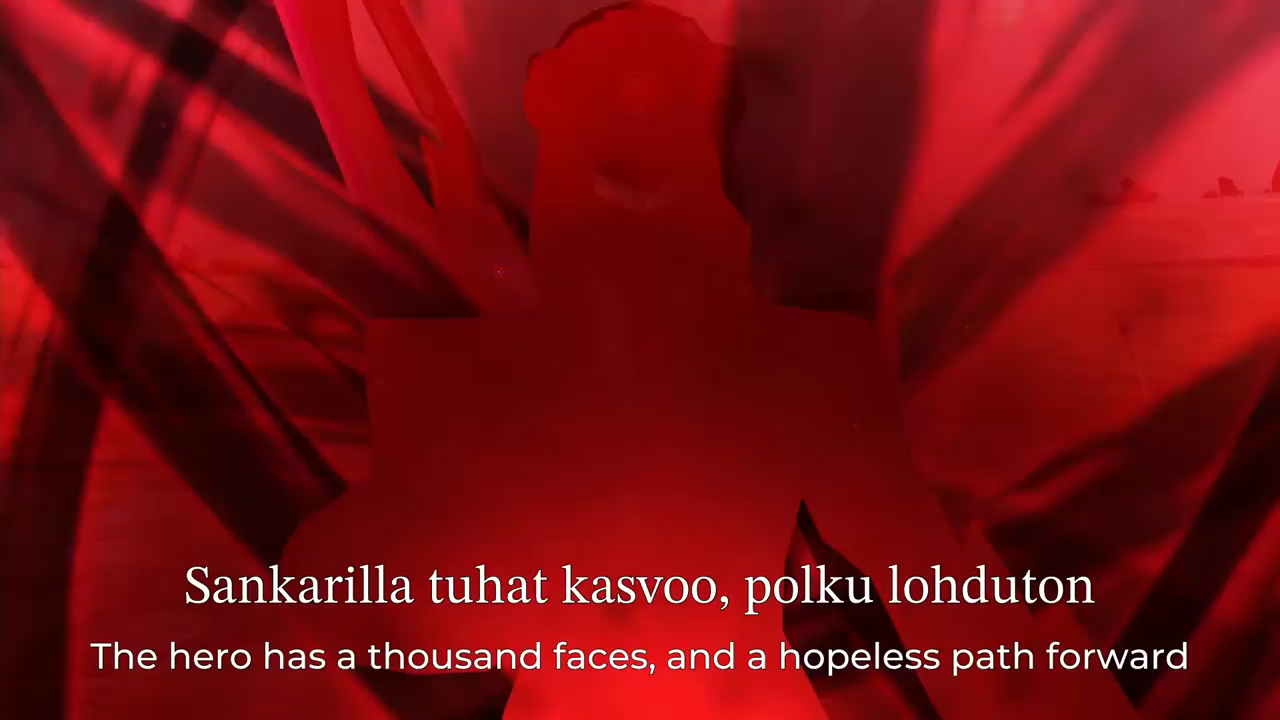 Sankarilla tuhat kasvoo, polku lohduton
The hero has a thousand faces, and a hopeless path forward